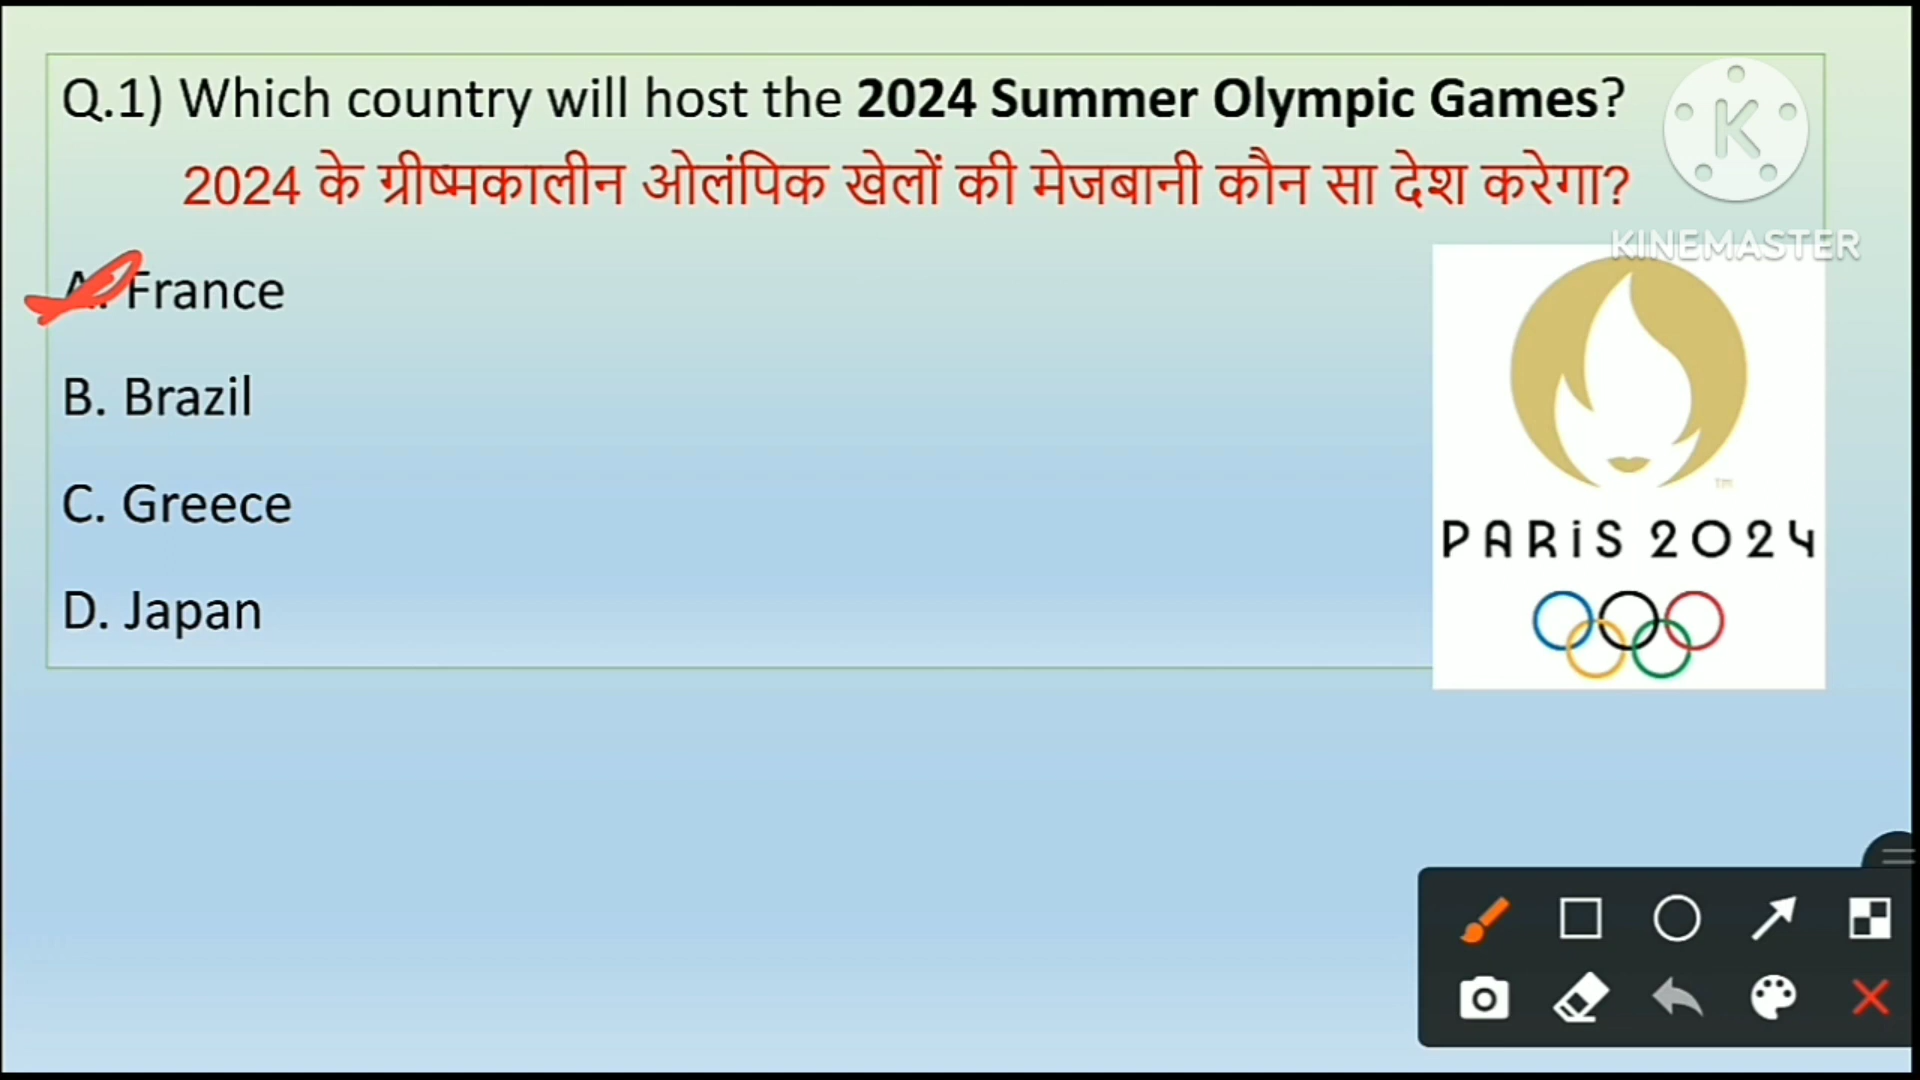 Q.1) Which country will host the 2024 Summer Olympic Games?
2024 के ग्रीष्मकालीन ओलंपिक खेलों की मेजबानी कौन सा देश करेगा?
K
KINEMASTER
A. France
B. Brazil
C. Greece
D. Japan
TM
PARiS 2024